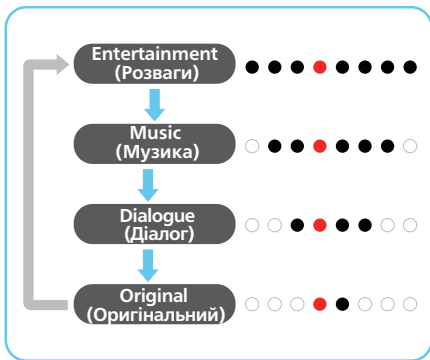 Entertainment
(Розваги)
Music
(Музика)
Dialogue
(Діалог)
Original
(Оригінальний)